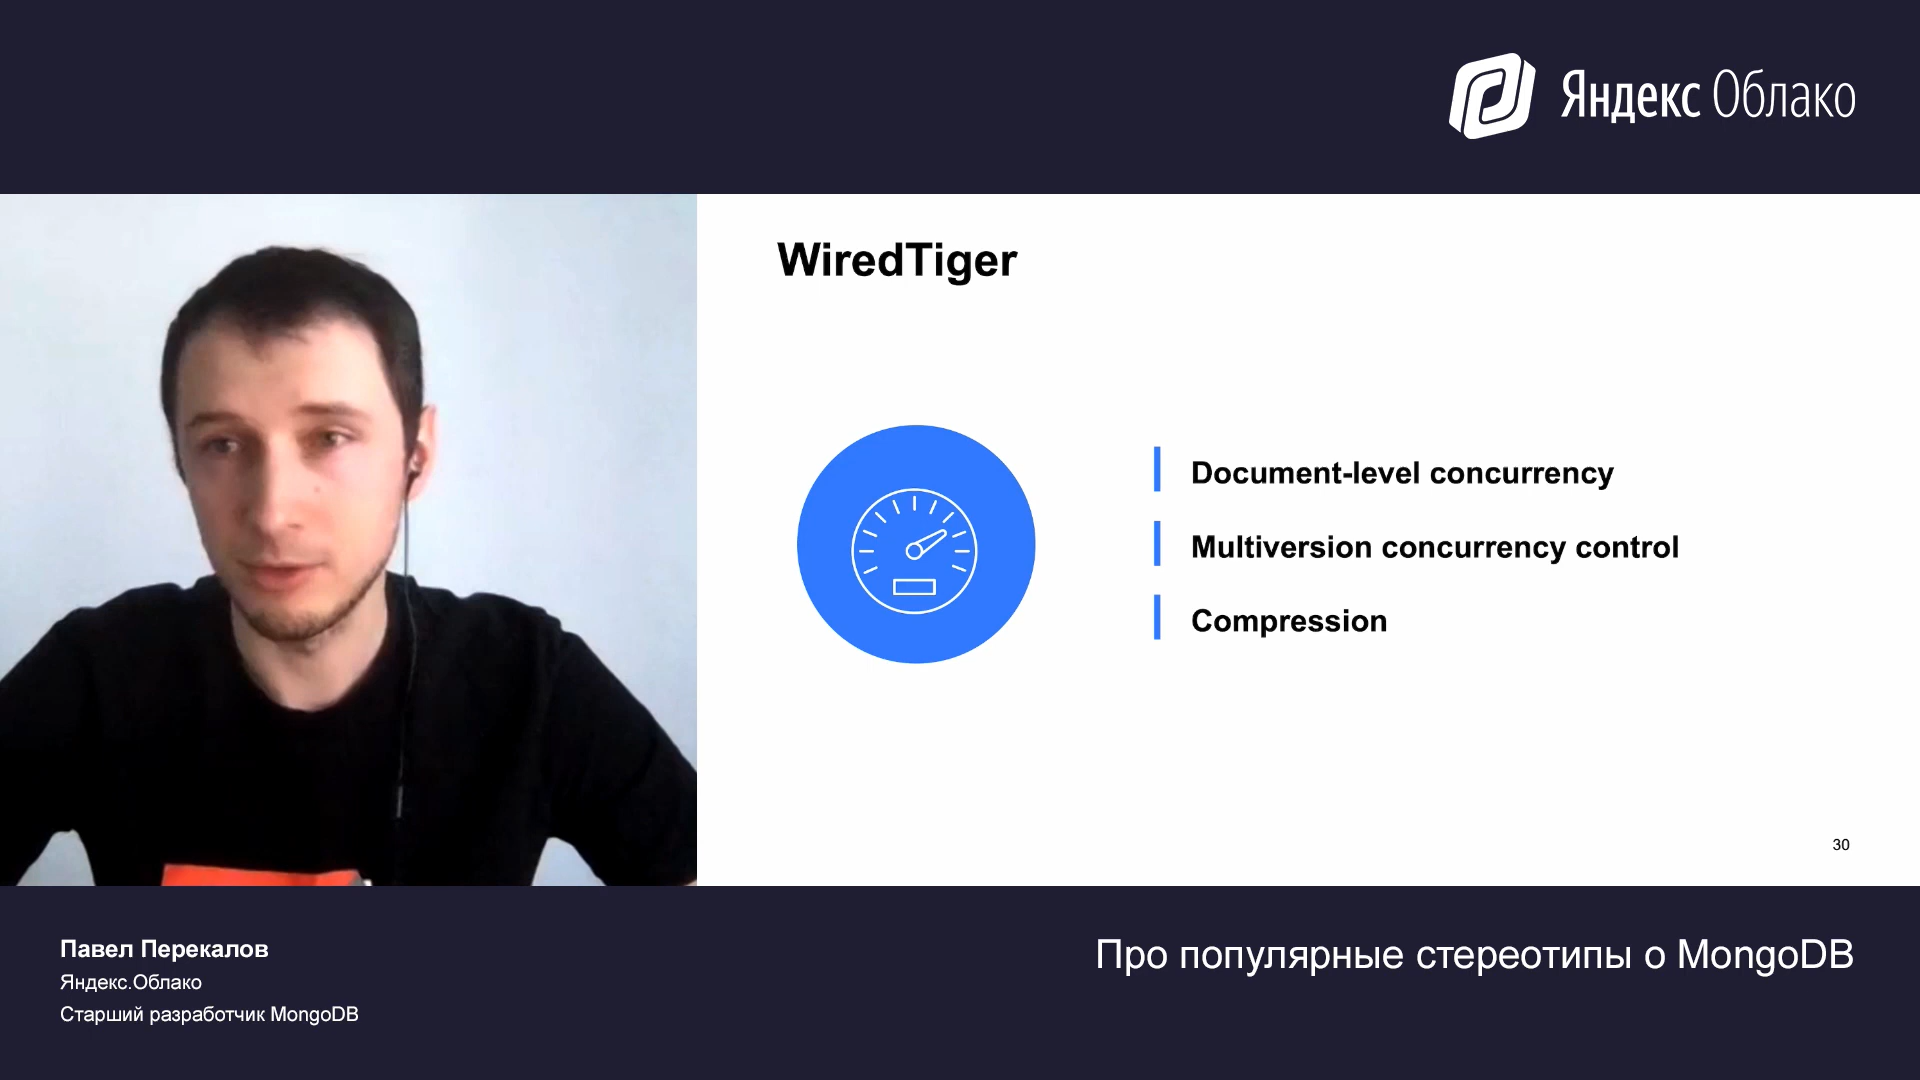 Яндекс Облако
WiredTiger
Document-level concurrency
Multiversion concurrency control
Compression
30
Павел Перекалов
Яндекс.Облако
Старший разработчик MongoDB
Про популярные стереотипы о MongoDB